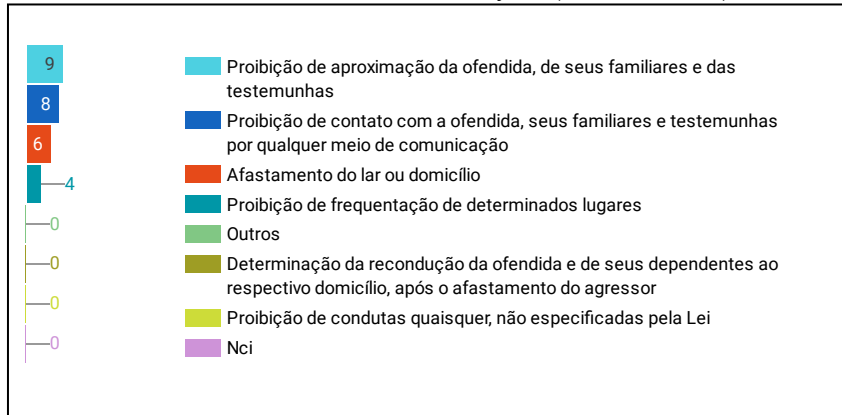 9
8
6
4
0
0
0
0
Proibição de aproximação da ofendida, de seus familiares e das
testemunhas
Proibição de contato com a ofendida, seus familiares e testemunhas
por qualquer meio de comunicação
Afastamento do lar ou domicílio
Proibição de frequentação de determinados lugares
Outros
Determinação da recondução da ofendida e de seus dependentes ao
respectivo domicílio, após o afastamento do agressor
Proibição de condutas quaisquer, não especificadas pela Lei
Nci